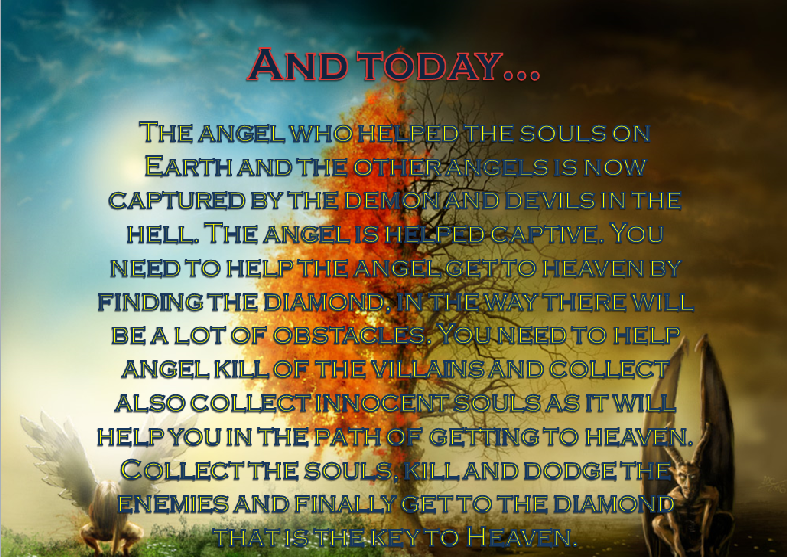 And today...
The angel who helped the souls on
Earth and the other angels is now
captured by the demon and devils in the
hell. The angel is helped captive. You
need to help the angel get to heaven by
finding the diamond, in the way there will
be a lot of obstacles. You need to help
angel kill of the villains and collect
also collect innocent souls as it will
help you in the path of getting to heaven.
Collect the souls, kill and dodge the
enemies and finally get to the diamond
that is the key to Heaven.